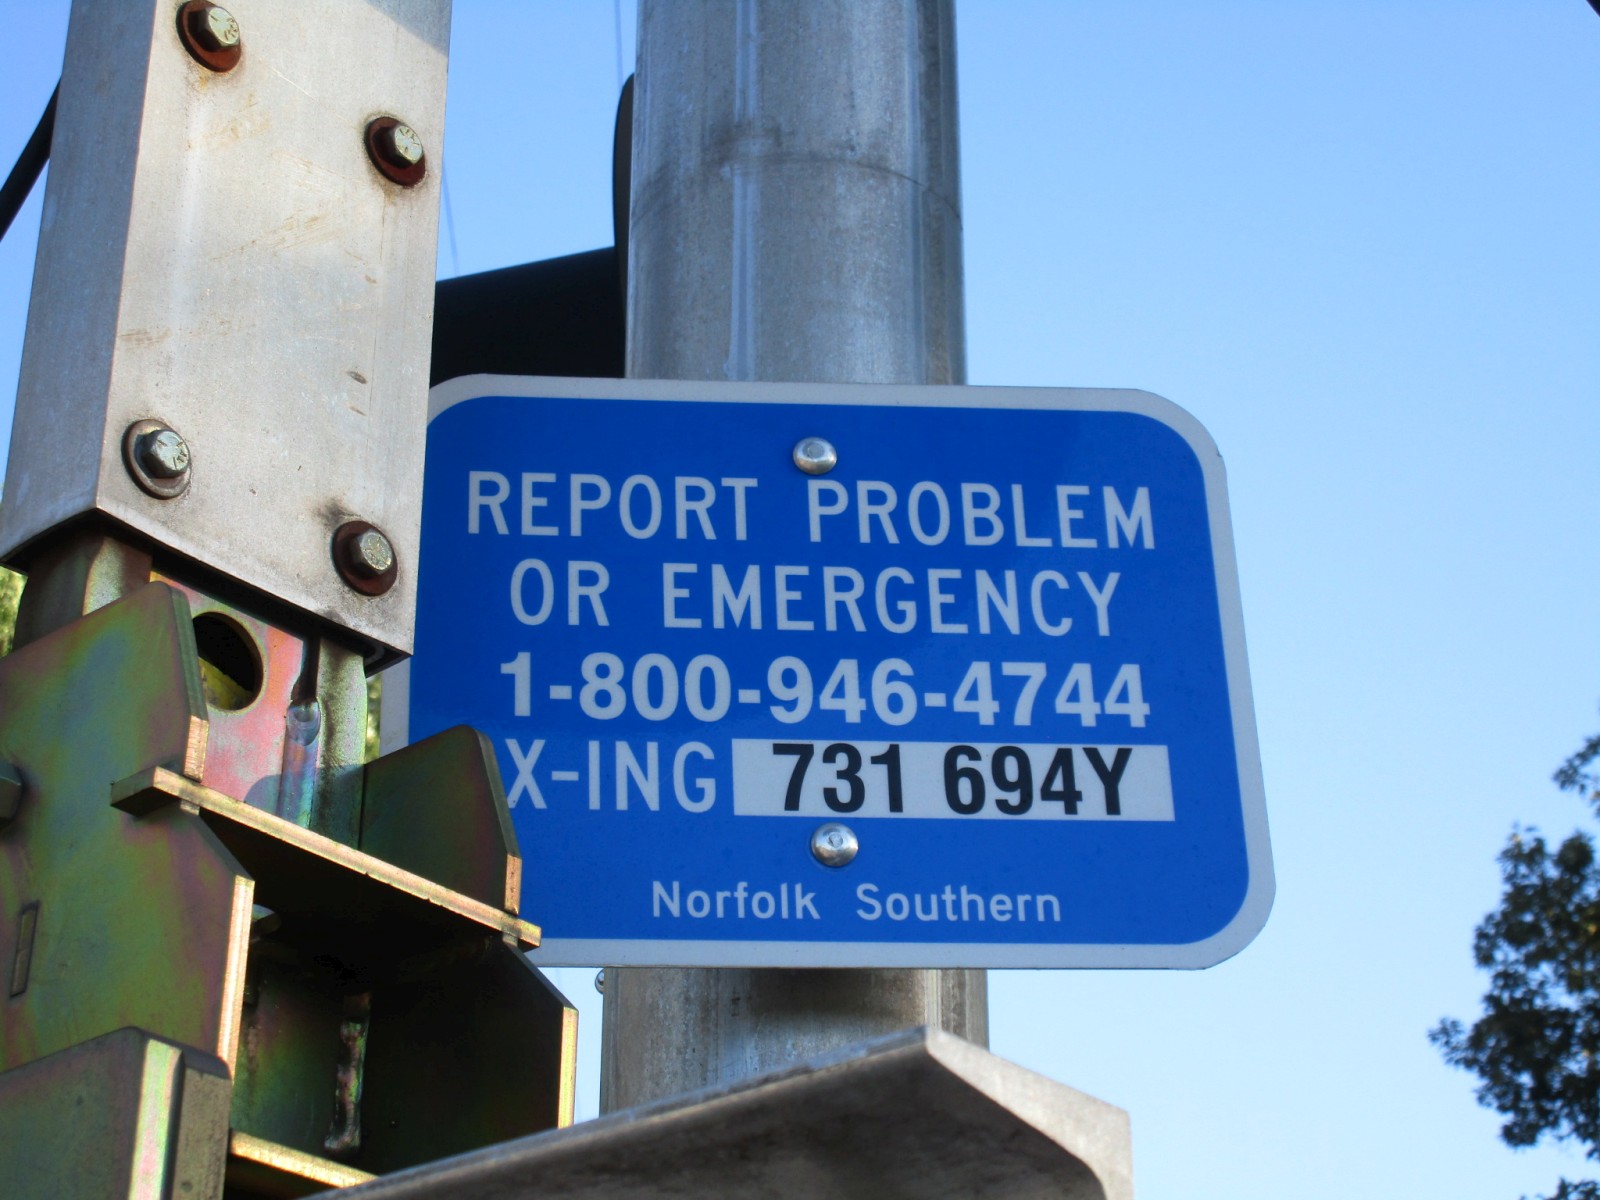 REPORT PROBLEM
OR EMERGENCY
1-800-946-4744
X-ING 731 694Y
Norfolk Southern